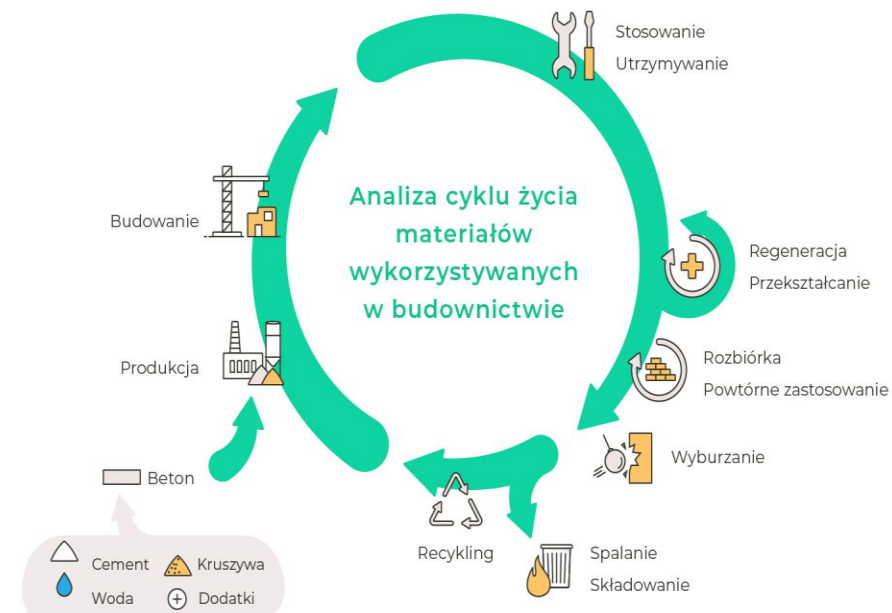 Stosowanie
Utrzymywanie
Analiza cyklu życia
materiałów
wykorzystywanych
w budownictwie
Budowanie
Regeneracja
Przekształcanie
Produkcja
Rozbiórka
Powtórne zastosowanie
Wyburzanie
Beton
Recykling
Spalanie
Składowanie
Cement
Kruszywa
Woda
Dodatki